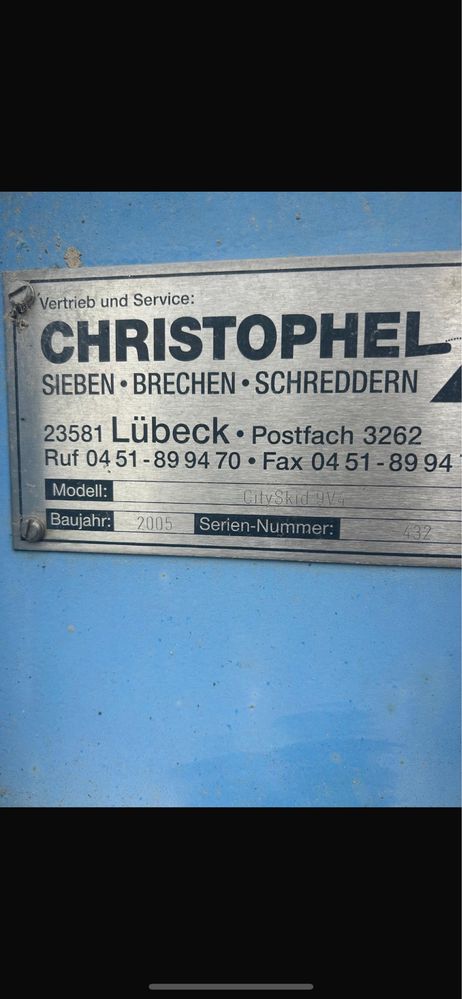 Vertrieb und Service:
CHRISTOPHEL
SIEBEN • BRECHEN • SCHREDDERN
23581 Lübeck • Postfach 3262
Ruf 04 51 - 89 94 70 • Fax 04 51 - 89 94
Modell: CitySkid 9V4
Baujahr: 2005 Serien-Nummer: 432